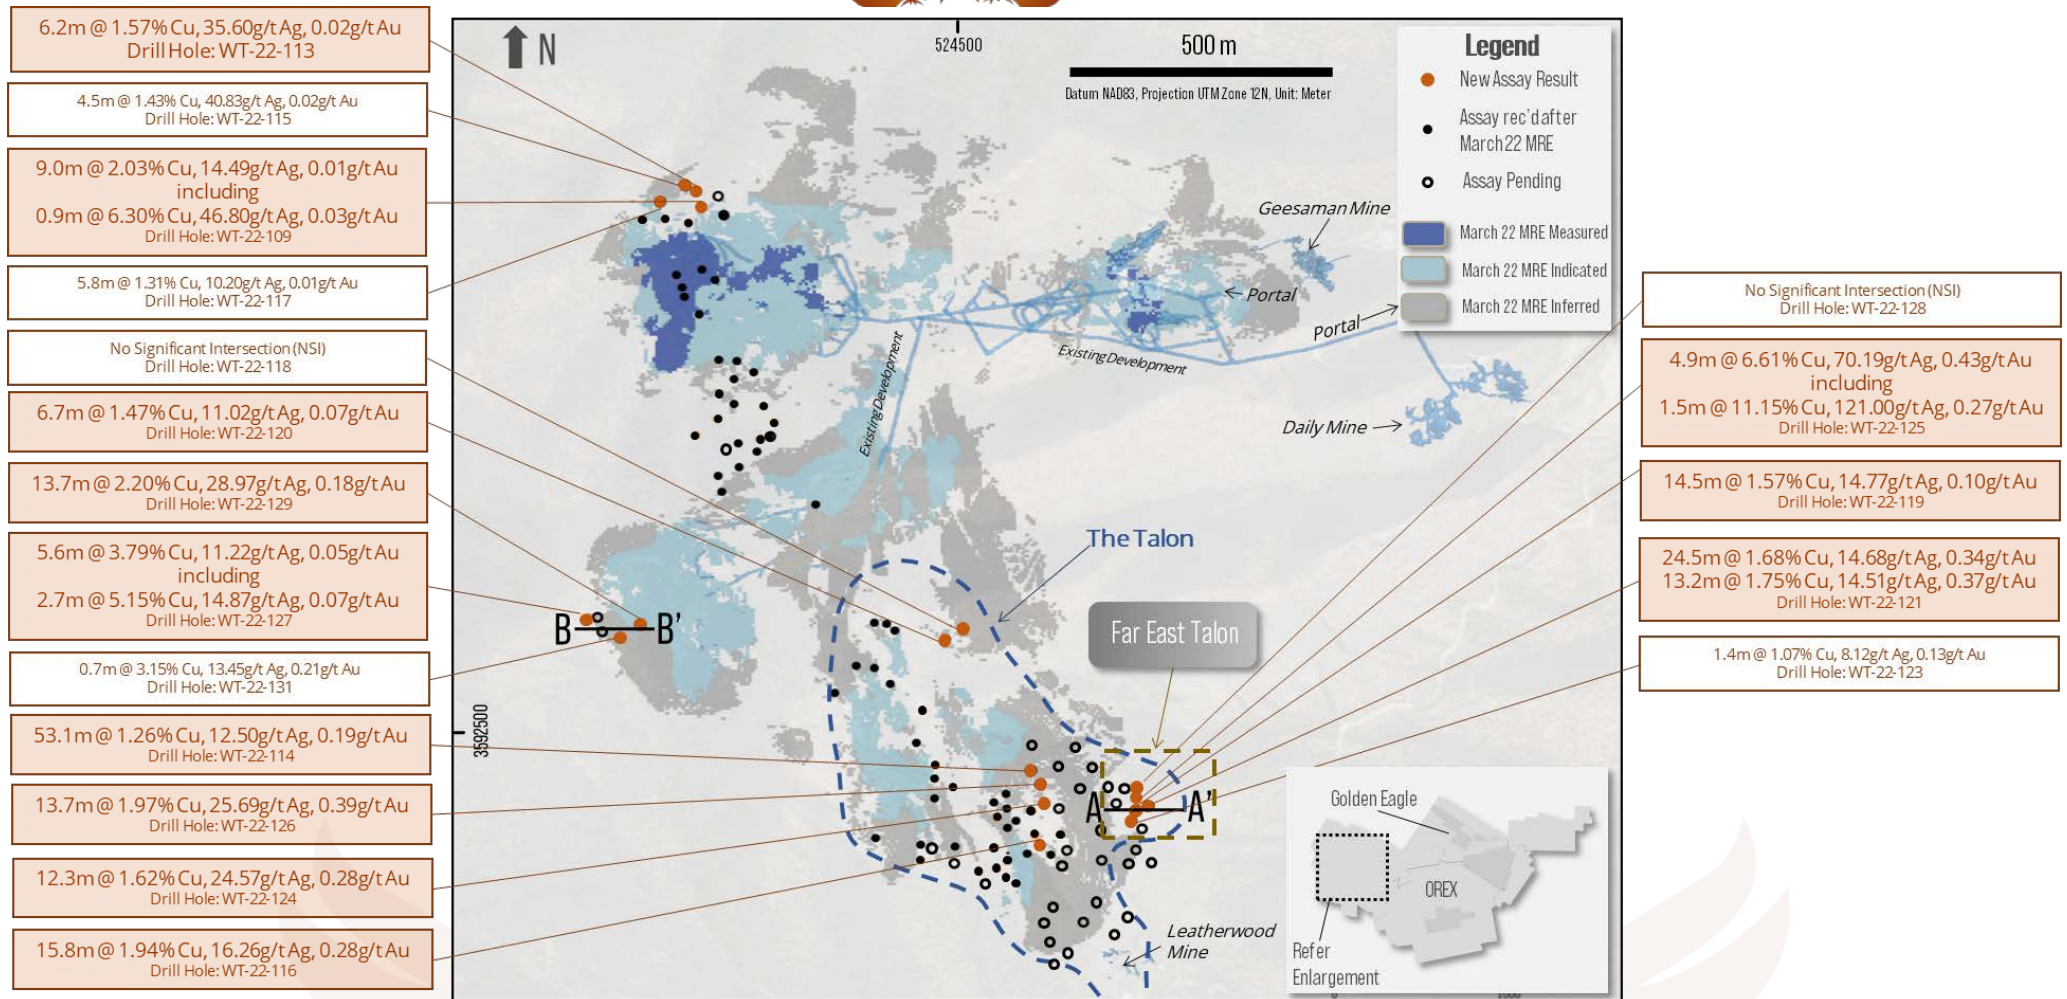 6.2m @ 1.57% Cu, 35.60g/t Ag, 0.02g/t Au
Drill Hole: WT-22-113
4.5m @ 1.43% Cu, 40.83g/t Ag, 0.02g/t Au
Drill Hole: WT-22-115
9.0m @ 2.03% Cu, 14.49g/t Ag, 0.01g/t Au
including
0.9m @ 6.30% Cu, 46.80g/t Ag, 0.03g/t Au
Drill Hole: WT-22-109
5.8m @ 1.31% Cu, 10.20g/t Ag, 0.01g/t Au
Drill Hole: WT-22-117
No Significant Intersection (NSI)
Drill Hole: WT-22-118
6.7m @ 1.47% Cu, 11.02g/t Ag, 0.07g/t Au
Drill Hole: WT-22-120
13.7m @ 2.20% Cu, 28.97g/t Ag, 0.18g/t Au
Drill Hole: WT-22-129
5.6m @ 3.79% Cu, 11.22g/t Ag, 0.05g/t Au
including
2.7m @ 5.15% Cu, 14.87g/t Ag, 0.07g/t Au
Drill Hole: WT-22-127
0.7m @ 3.15% Cu, 13.45g/t Ag, 0.21g/t Au
Drill Hole: WT-22-131
53.1m @ 1.26% Cu, 12.50g/t Ag, 0.19g/t Au
Drill Hole: WT-22-114
13.7m @ 1.97% Cu, 25.69g/t Ag, 0.39g/t Au
Drill Hole: WT-22-126
12.3m @ 1.62% Cu, 24.57g/t Ag, 0.28g/t Au
Drill Hole: WT-22-124
15.8m @ 1.94% Cu, 16.26g/t Ag, 0.28g/t Au
Drill Hole: WT-22-116
N
524500
500 m
Datum NAD83, Projection UTM Zone 12N, Unit: Meter
Legend
New Assay Result
Assay rec'd after
March 22 MRE
Assay Pending
March 22 MRE Measured
March 22 MRE Indicated
March 22 MRE Inferred
Geesaman Mine
Portal
Portal
Existing Development
Existing Development
Daily Mine
The Talon
Far East Talon
B
B'
3592500
A
A'
Leatherwood
Mine
Golden Eagle
OREX
Refer
Enlargement
No Significant Intersection (NSI)
Drill Hole: WT-22-128
4.9m @ 6.61% Cu, 70.19g/t Ag, 0.43g/t Au
including
1.5m @ 11.15% Cu, 121.00g/t Ag, 0.27g/t Au
Drill Hole: WT-22-125
14.5m @ 1.57% Cu, 14.77g/t Ag, 0.10g/t Au
Drill Hole: WT-22-119
24.5m @ 1.68% Cu, 14.68g/t Ag, 0.34g/t Au
13.2m @ 1.75% Cu, 14.51g/t Ag, 0.37g/t Au
Drill Hole: WT-22-121
1.4m @ 1.07% Cu, 8.12g/t Ag, 0.13g/t Au
Drill Hole: WT-22-123